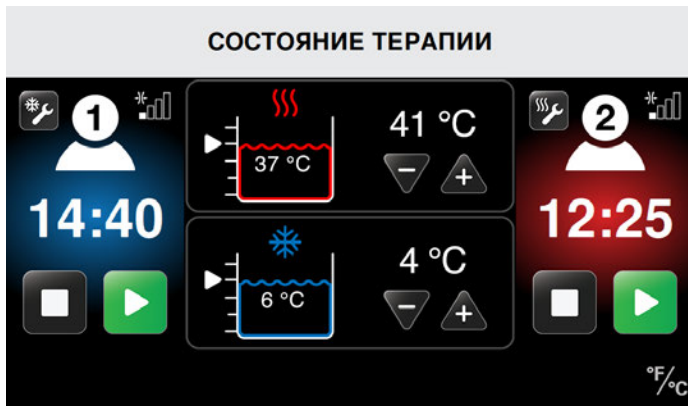 СОСТОЯНИЕ ТЕРАПИИ
1
14:40
37 °C
41 °C
− +
6 °C
4 °C
− +
2
12:25
°F/°C